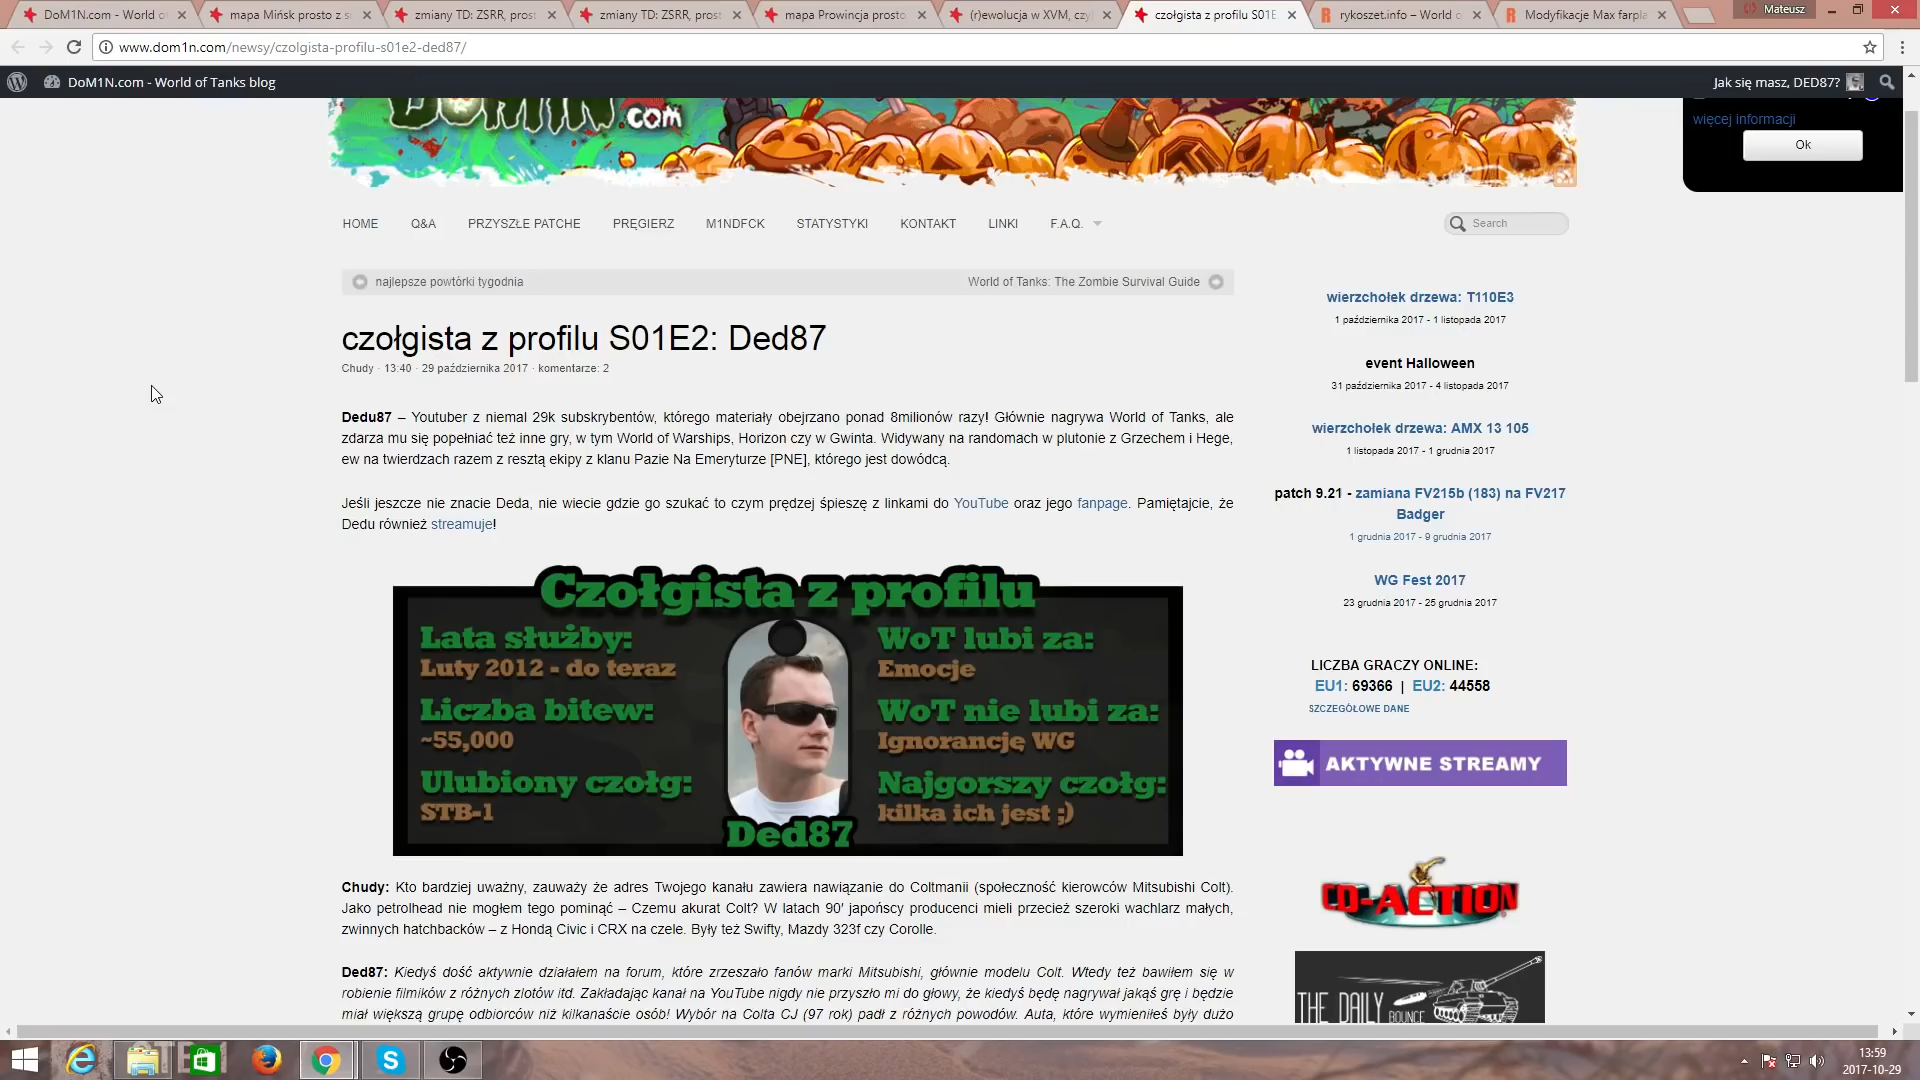 DoM1N.com - World o
mapa Mińsk prosto z s
zmiany TD: ZSRR, prost
zmiany TD: ZSRR, prost
mapa Prowincja prosto
(r)ewolucja w XVM, czy
czołgista z profilu S01E
rykoszet.info – World o
Modyfikacje Max farpla
Mateusz
www.dom1n.com/newsy/czolgista-profilu-s01e2-ded87/
DoM1N.com - World of Tanks blog
Jak się masz, DED87?
DoM1N.com
więcej informacji
Ok
HOME
Q&A
PRZYSZŁE PATCHE
PRĘGIERZ
M1NDFCK
STATYSTYKI
KONTAKT
LINKI
F.A.Q.
Search
najlepsze powtórki tygodnia
World of Tanks: The Zombie Survival Guide
czołgista z profilu S01E2: Ded87
Chudy · 13:40 · 29 października 2017 · komentarze: 2
Dedu87 – Youtuber z niemal 29k subskrybentów, którego materiały obejrzano ponad 8milionów razy! Głównie nagrywa World of Tanks, ale
zdarza mu się popełniać też inne gry, w tym World of Warships, Horizon czy w Gwinta. Widywany na randomach w plutonie z Grzechem i Hege,
ew na twierdzach razem z resztą ekipy z klanu Pazie Na Emeryturze [PNE], którego jest dowódcą.
Jeśli jeszcze nie znacie Deda, nie wiecie gdzie go szukać to czym prędzej śpieszę z linkami do YouTube oraz jego fanpage. Pamiętajcie, że
Dedu również streamuje!
Czołgista z profilu
Lata służby:
Luty 2012 - do teraz
Liczba bitew:
~55,000
Ulubiony czołg:
STB-1
WoT lubi za:
Emocje
WoT nie lubi za:
Ignorancję WG
Najgorszy czołg:
kilka ich jest ;)
Ded87
Chudy: Kto bardziej uważny, zauważy że adres Twojego kanału zawiera nawiązanie do Coltmanii (społeczność kierowców Mitsubishi Colt).
Jako petrolhead nie mogłem tego pominąć – Czemu akurat Colt? W latach 90′ japońscy producenci mieli przecież szeroki wachlarz małych,
zwinnych hatchbacków – z Hondą Civic i CRX na czele. Były też Swifty, Mazdy 323f czy Corolle.
Ded87: Kiedyś dość aktywnie działałem na forum, które zrzeszało fanów marki Mitsubishi, głównie modelu Colt. Wtedy też bawiłem się w
robienie filmików z różnych zlotów itd. Zakładając kanał na YouTube nigdy nie przyszło mi do głowy, że kiedyś będę nagrywał jakąś grę i będzie
miał większą grupę odbiorców niż kilkanaście osób! Wybór na Colta CJ (97 rok) padł z różnych powodów. Auta, które wymieniłeś były dużo
wierzchołek drzewa: T110E3
1 października 2017 - 1 listopada 2017
event Halloween
31 października 2017 - 4 listopada 2017
wierzchołek drzewa: AMX 13 105
1 listopada 2017 - 1 grudnia 2017
patch 9.21 - zamiana FV215b (183) na FV217
Badger
1 grudnia 2017 - 9 grudnia 2017
WG Fest 2017
23 grudnia 2017 - 25 grudnia 2017
LICZBA GRACZY ONLINE:
EU1: 69366 | EU2: 44558
SZCZEGÓŁOWE DANE
AKTYWNE STREAMY
CD-ACTION
THE DAILY
BOUNCE
13:59
2017-10-29